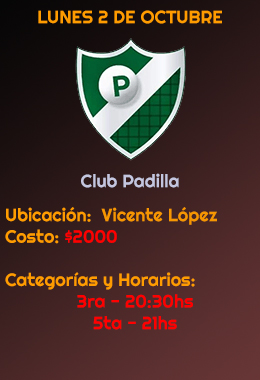 LUNES 2 DE OCTUBRE
P
Club Padilla
Ubicación: Vicente López
Costo: $2000
Categorías y Horarios:
3ra - 20:30hs
5ta - 21hs